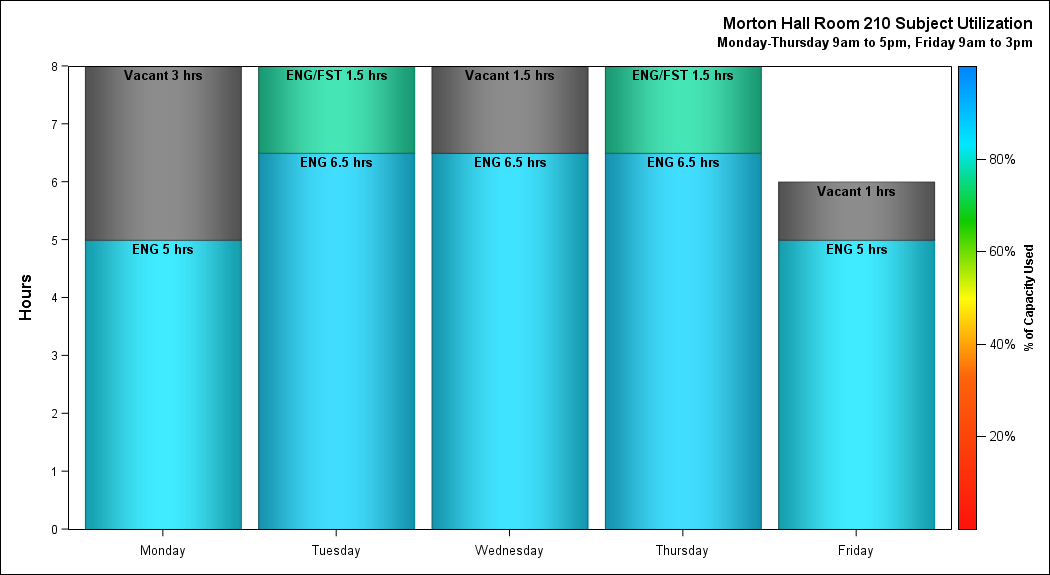 Morton Hall Room 210 Subject Utilization
Monday-Thursday 9am to 5pm, Friday 9am to 3pm
Hours
8
7
6
5
4
3
2
1
0
Vacant 3 hrs
ENG 5 hrs
ENG/FST 1.5 hrs
ENG 6.5 hrs
Vacant 1.5 hrs
ENG 6.5 hrs
ENG/FST 1.5 hrs
ENG 6.5 hrs
Vacant 1 hrs
ENG 5 hrs
Monday
Tuesday
Wednesday
Thursday
Friday
80%
60%
40%
20%
% of Capacity Used